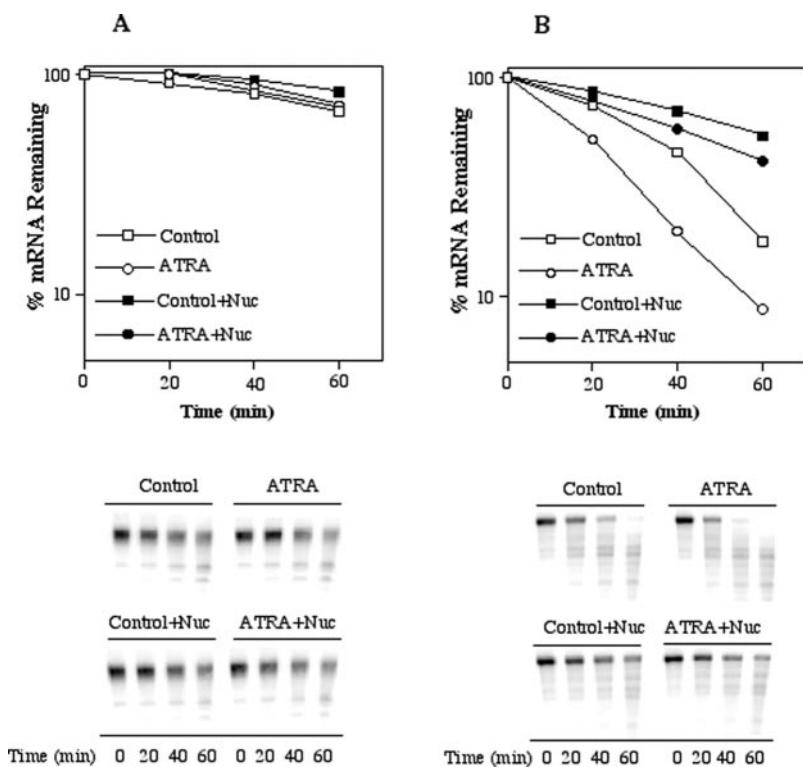 A
100
10
% mRNA Remaining
Control
ATRA
Control+Nuc
ATRA+Nuc
0 20 40 60
Time (min)
B
100
10
% mRNA Remaining
Control
ATRA
Control+Nuc
ATRA+Nuc
0 20 40 60
Time (min)
Control ATRA
Control+Nuc ATRA+Nuc
Time (min) 0 20 40 60 0 20 40 60
Control ATRA
Control+Nuc ATRA+Nuc
Time (min) 0 20 40 60 0 20 40 60